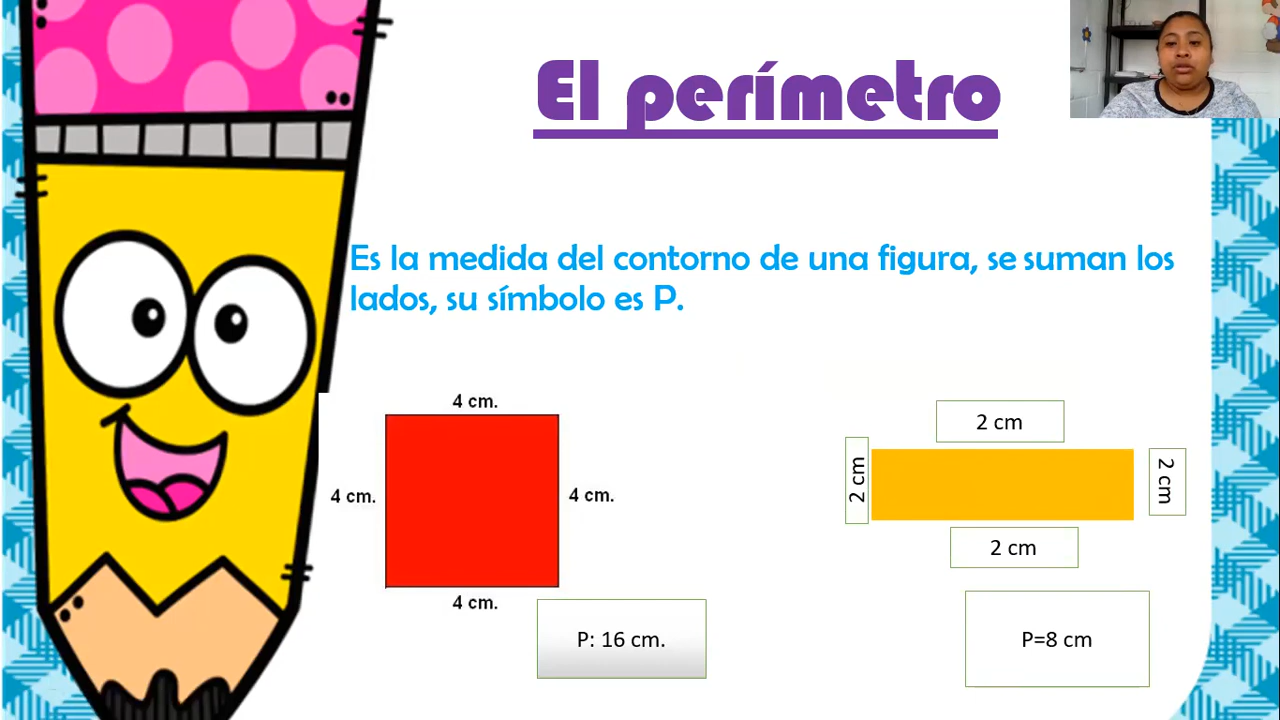 El perímetro
Es la medida del contorno de una figura, se suman los
lados, su símbolo es P.
4 cm.
4 cm.
4 cm.
4 cm.
P: 16 cm.
2 cm
2 cm
2 cm
2 cm
P=8 cm